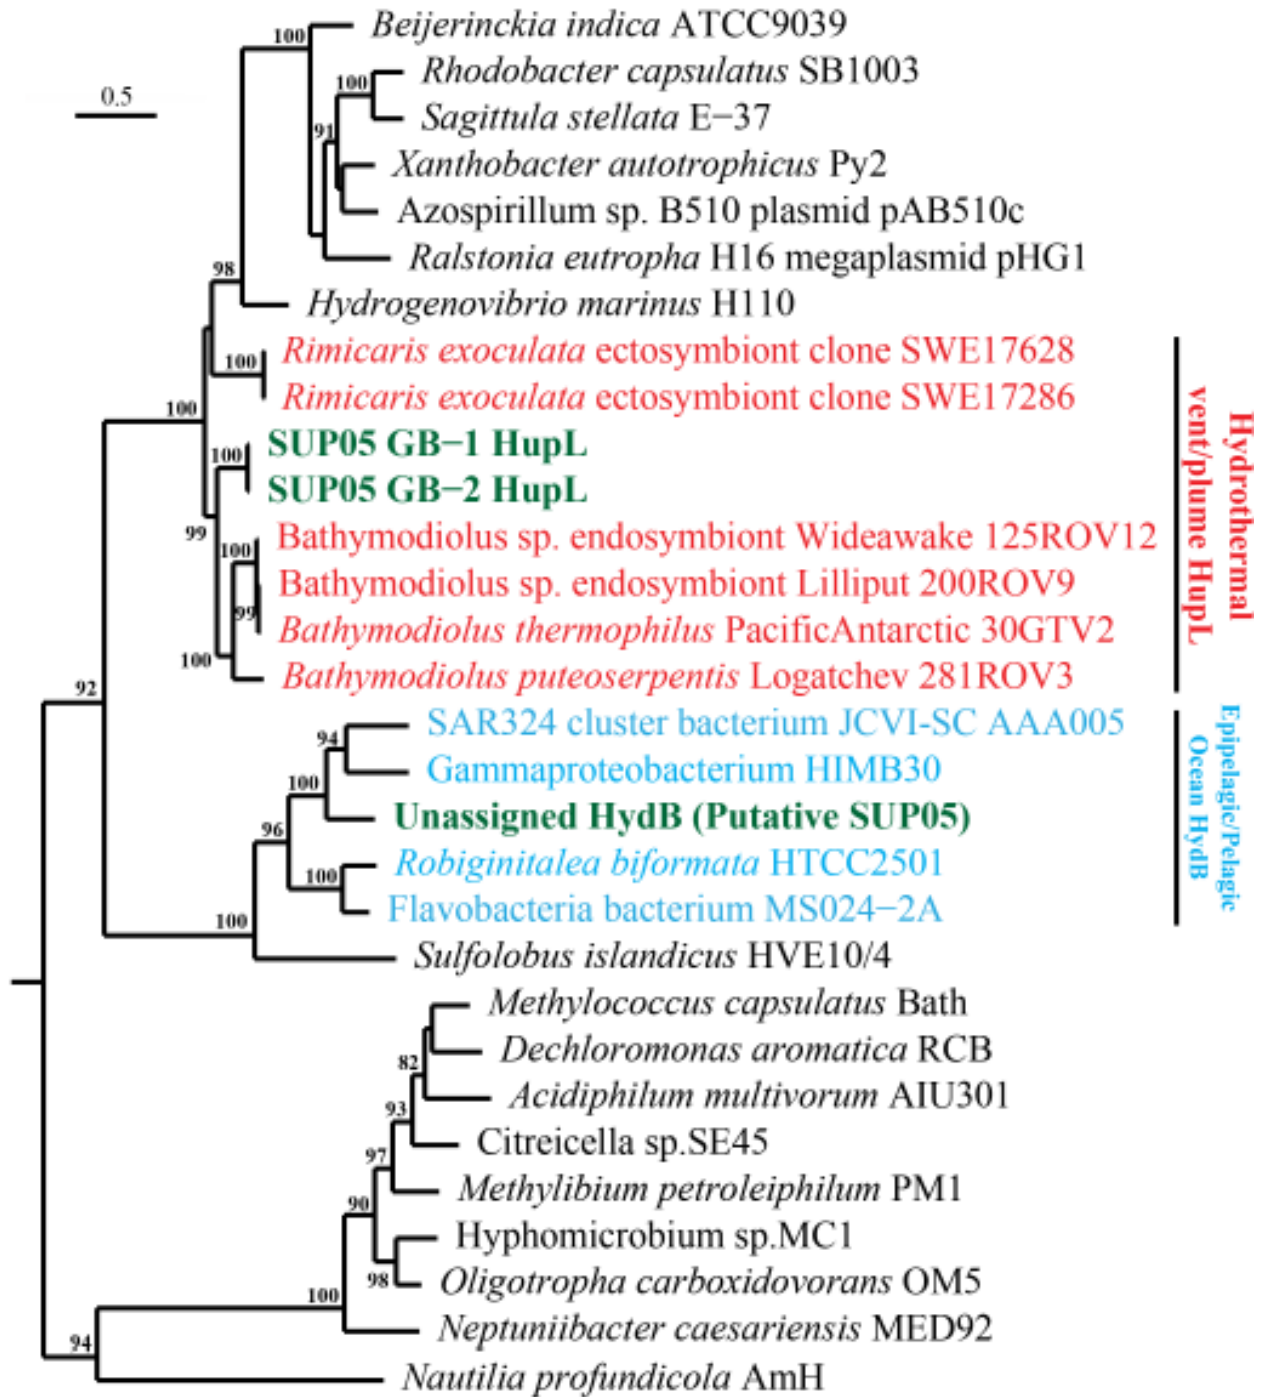 Beijerinckia indica ATCC9039
100
Rhodobacter capsulatus SB1003
0.5
100
Sagittula stellata E−37
91
Xanthobacter autotrophicus Py2
Azospirillum sp. B510 plasmid pAB510c
Ralstonia eutropha H16 megaplasmid pHG1
98
Hydrogenovibrio marinus H110
Rimicaris exoculata ectosymbiont clone SWE17628
100
Rimicaris exoculata ectosymbiont clone SWE17286
100
SUP05 GB−1 HupL
100
SUP05 GB−2 HupL
99
Bathymodiolus sp. endosymbiont Wideawake 125ROV12
100
Bathymodiolus sp. endosymbiont Lilliput 200ROV9
99
Bathymodiolus thermophilus PacificAntarctic 30GTV2
100
Bathymodiolus puteoserpentis Logatchev 281ROV3
Hydrothermal
vent/plume HupL
92
SAR324 cluster bacterium JCVI-SC AAA005
94
Gammaproteobacterium HIMB30
100
Unassigned HydB (Putative SUP05)
96
Robiginitalea biformata HTCC2501
100
Flavobacteria bacterium MS024−2A
100
Epipelagic/Pelagic
Ocean HydB
Sulfolobus islandicus HVE10/4
Methylococcus capsulatus Bath
Dechloromonas aromatica RCB
82
Acidiphilum multivorum AIU301
93
Citreicella sp.SE45
97
Methylibium petroleiphilum PM1
90
Hyphomicrobium sp.MC1
98
Oligotropha carboxidovorans OM5
100
Neptuniibacter caesariensis MED92
94
Nautilia profundicola AmH